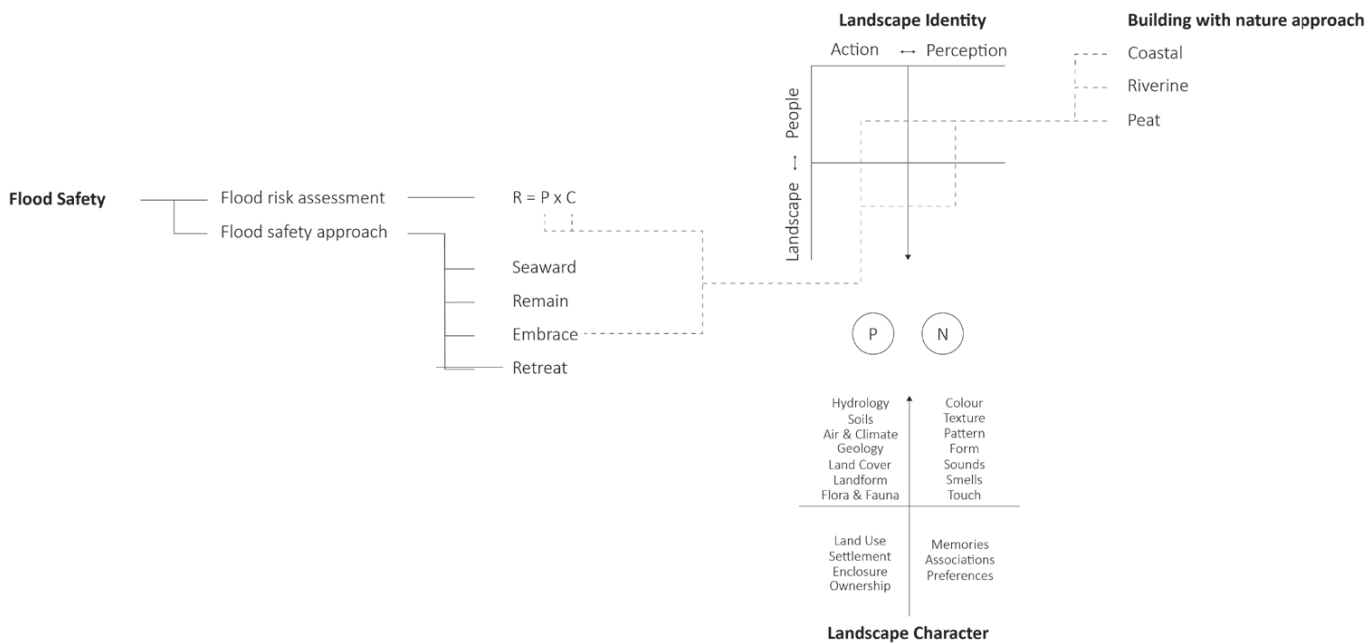 Landscape Identity
Building with nature approach
Action ↔ Perception
Coastal
Riverine
Peat
People
↔
Landscape
Flood Safety
Flood risk assessment
R = P x C
Flood safety approach
Seaward
Remain
Embrace
Retreat
P
N
Hydrology
Soils
Air & Climate
Geology
Land Cover
Landform
Flora & Fauna
Colour
Texture
Pattern
Form
Sounds
Smells
Touch
Land Use
Settlement
Enclosure
Ownership
Memories
Associations
Preferences
Landscape Character